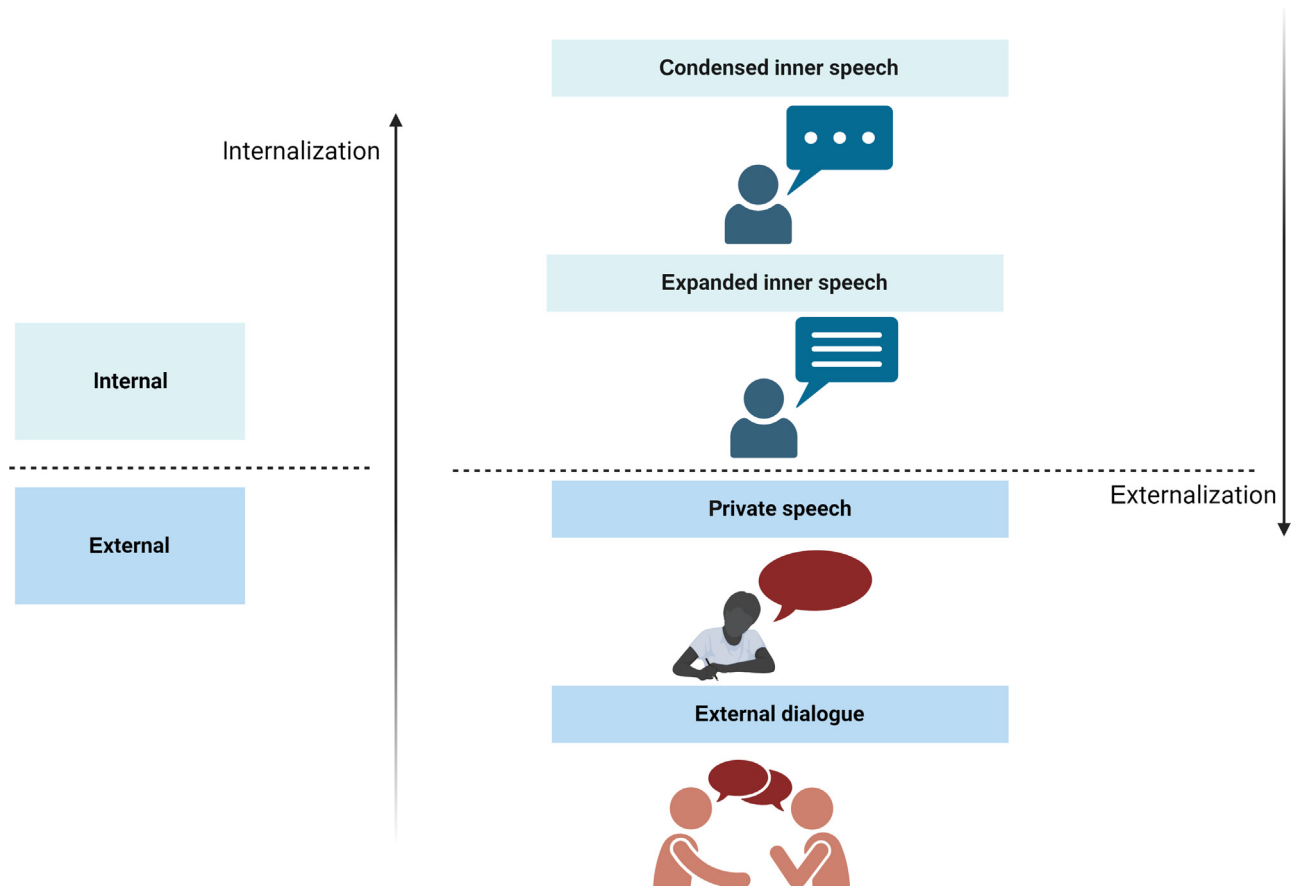 Condensed inner speech
Internalization
Expanded inner speech
Internal
Private speech
Externalization
External
External dialogue